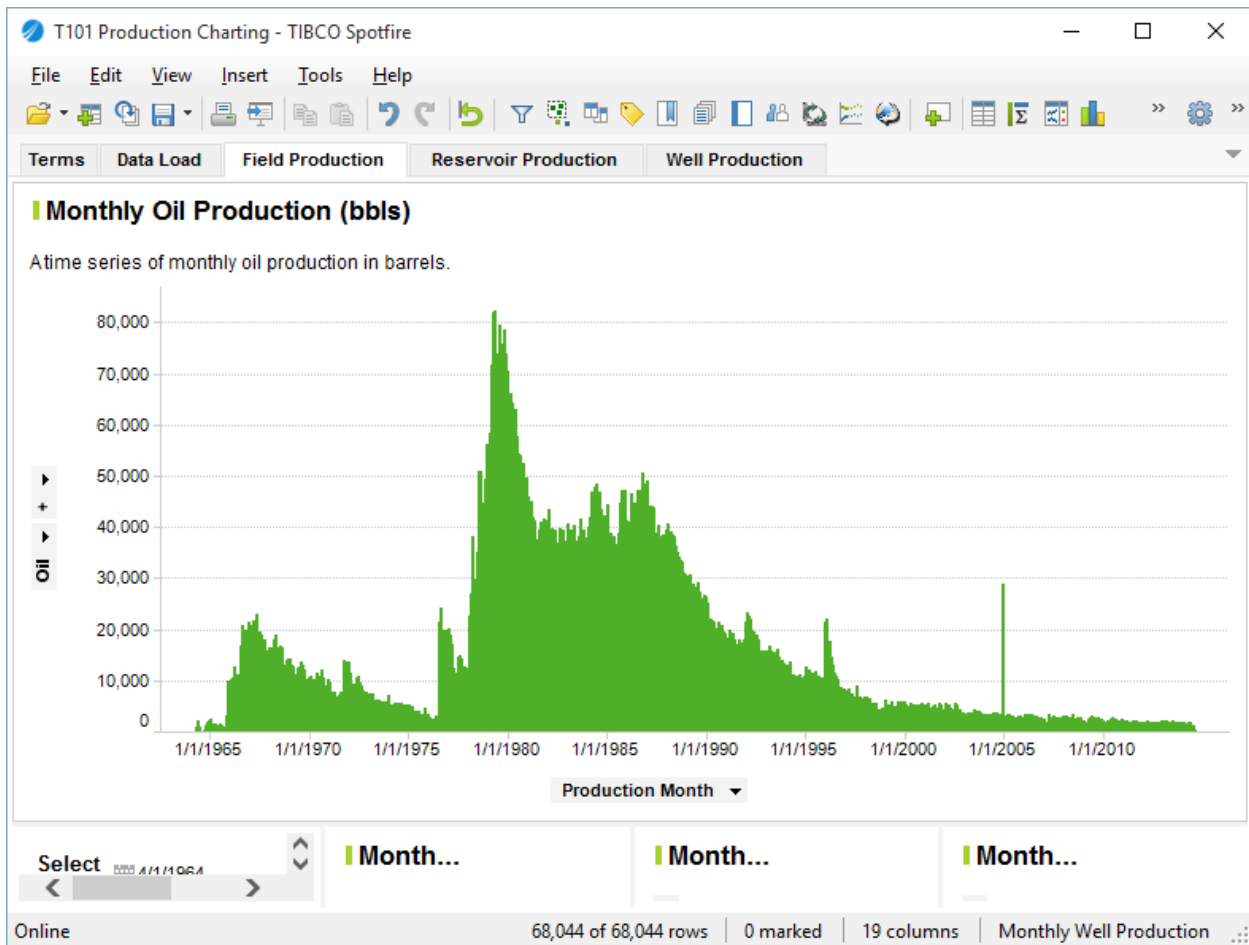 T101 Production Charting - TIBCO Spotfire
File Edit View Insert Tools Help
Terms Data Load Field Production Reservoir Production Well Production
Monthly Oil Production (bbls)
A time series of monthly oil production in barrels.
80,000
70,000
60,000
50,000
40,000
30,000
20,000
10,000
0
+
Oil
1/1/1965 1/1/1970 1/1/1975 1/1/1980 1/1/1985 1/1/1990 1/1/1995 1/1/2000 1/1/2005 1/1/2010
Production Month
Select 4/1/1964
Month... Month... Month...
Online 68,044 of 68,044 rows 0 marked 19 columns Monthly Well Production